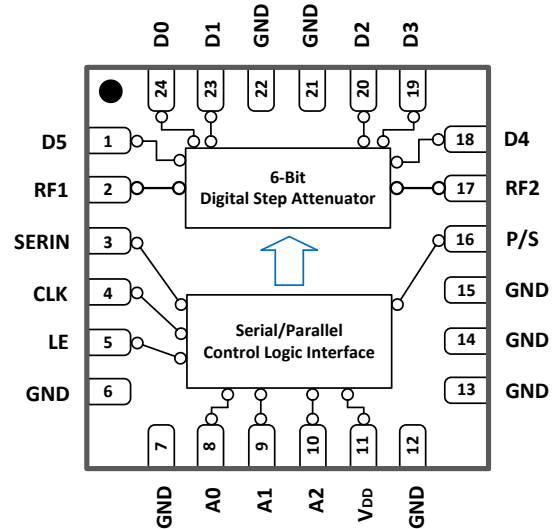 D0
D1
GND
GND
D2
D3
24
23
22
21
20
19
D5
1
18
D4
6-Bit
Digital Step Attenuator
RF1
2
17
RF2
SERIN
3
16
P/S
CLK
4
15
GND
Serial/Parallel
Control Logic Interface
LE
5
14
GND
GND
6
13
GND
7
8
9
10
11
12
GND
A0
A1
A2
VDD
GND